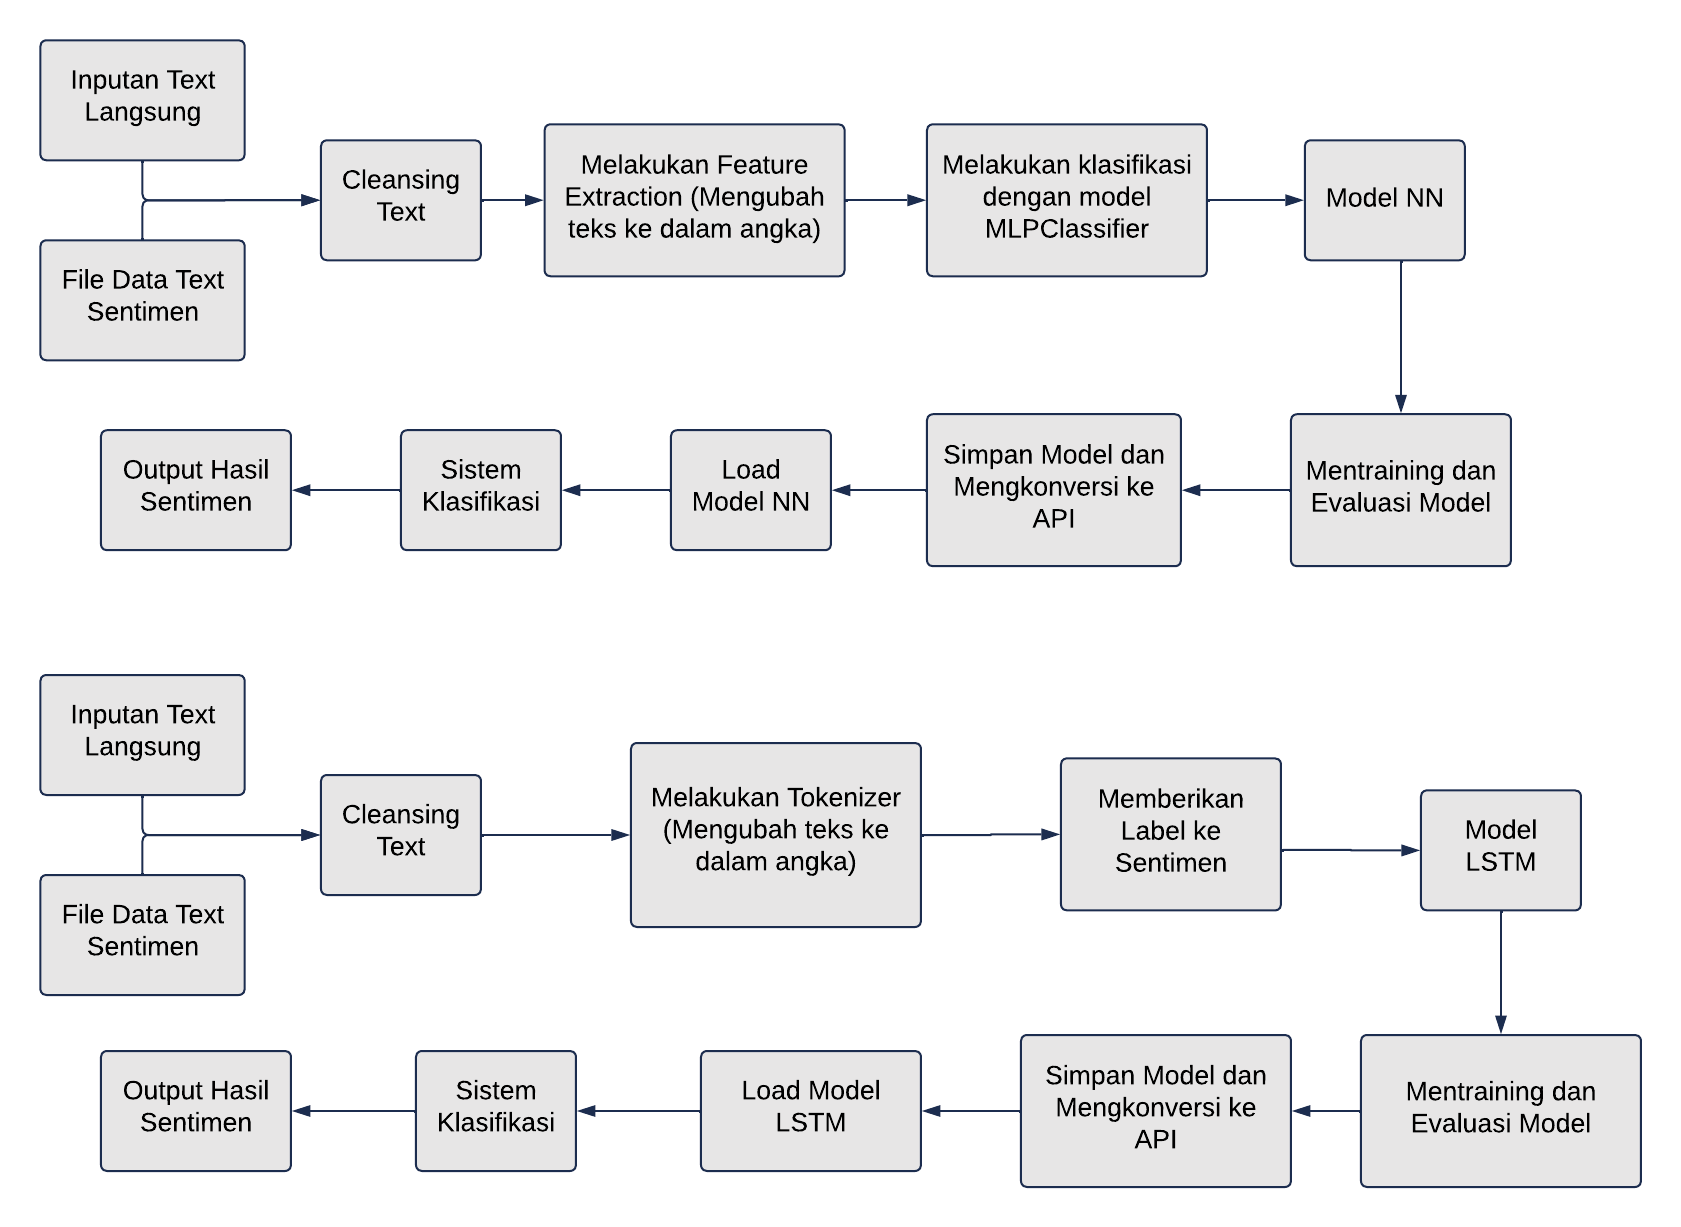 Inputan Text
Langsung
File Data Text
Sentimen
Cleansing
Text
Melakukan Feature
Extraction (Mengubah
teks ke dalam angka)
Melakukan klasifikasi
dengan model
MLPClassifier
Model NN
Mentraining dan
Evaluasi Model
Simpan Model dan
Mengkonversi ke
API
Load
Model NN
Sistem
Klasifikasi
Output Hasil
Sentimen
Inputan Text
Langsung
File Data Text
Sentimen
Cleansing
Text
Melakukan Tokenizer
(Mengubah teks ke
dalam angka)
Memberikan
Label ke
Sentimen
Model
LSTM
Mentraining dan
Evaluasi Model
Simpan Model dan
Mengkonversi ke
API
Load Model
LSTM
Sistem
Klasifikasi
Output Hasil
Sentimen